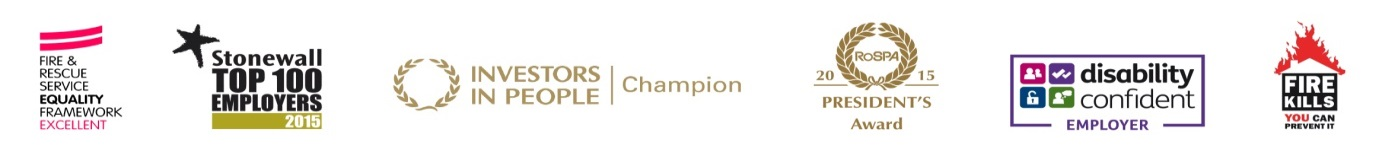 FIRE &
RESCUE
SERVICE
EQUALITY
FRAMEWORK
EXCELLENT
Stonewall
TOP 100
EMPLOYERS
2015
INVESTORS
IN PEOPLE
Champion
RoSPA
20 15
PRESIDENT'S
Award
disability
confident
EMPLOYER
FIRE
KILLS
YOU CAN
PREVENT IT